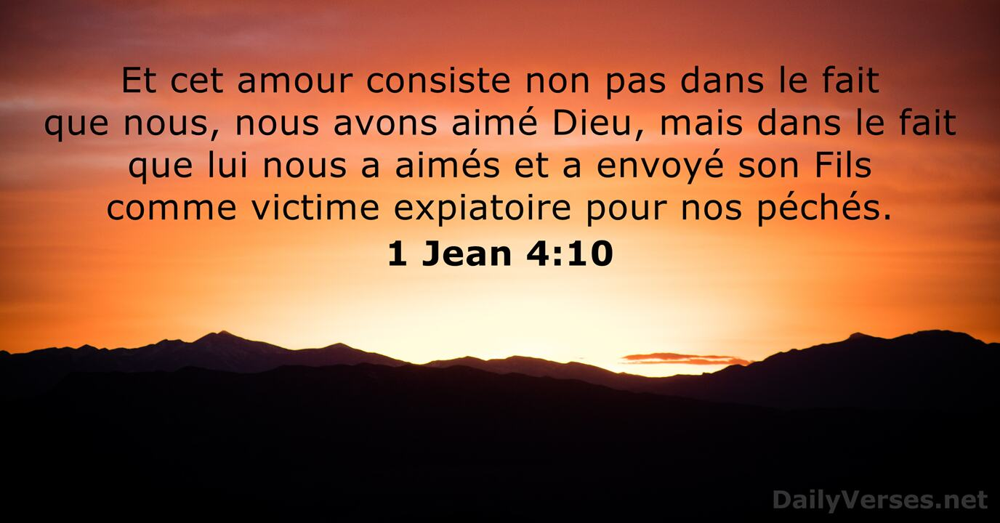 Et cet amour consiste non pas dans le fait
que nous, nous avons aimé Dieu, mais dans le fait
que lui nous a aimés et a envoyé son Fils
comme victime expiatoire pour nos péchés.
1 Jean 4:10
DailyVerses.net